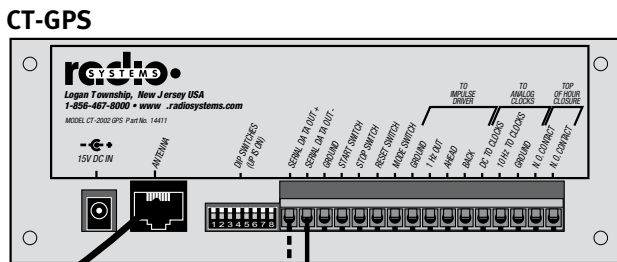 CT-GPS
radio
SYSTEMS
Logan Township, New Jersey USA
1-856-467-8000 • www .radiosystems.com
MODEL CT-2002 GPS Part No. 14411
- +
15V DC IN
ANTENNA
DIP SWITCHES
(UP IS ON)
SERIAL DA TA OUT +
SERIAL DA TA OUT -
GROUND
START SWITCH
STOP SWITCH
RESET SWITCH
MODE SWITCH
GROUND
1 Hz OUT
AHEAD
BACK
DC TO CLOCKS
10Hz TO CLOCKS
GROUND
N. O. CONTACT
N. O. CONTACT
TO
IMPULSE
DRIVER
TO
ANALOG
CLOCKS
TOP
OF HOUR
CLOSURE
1 2 3 4 5 6 7 8